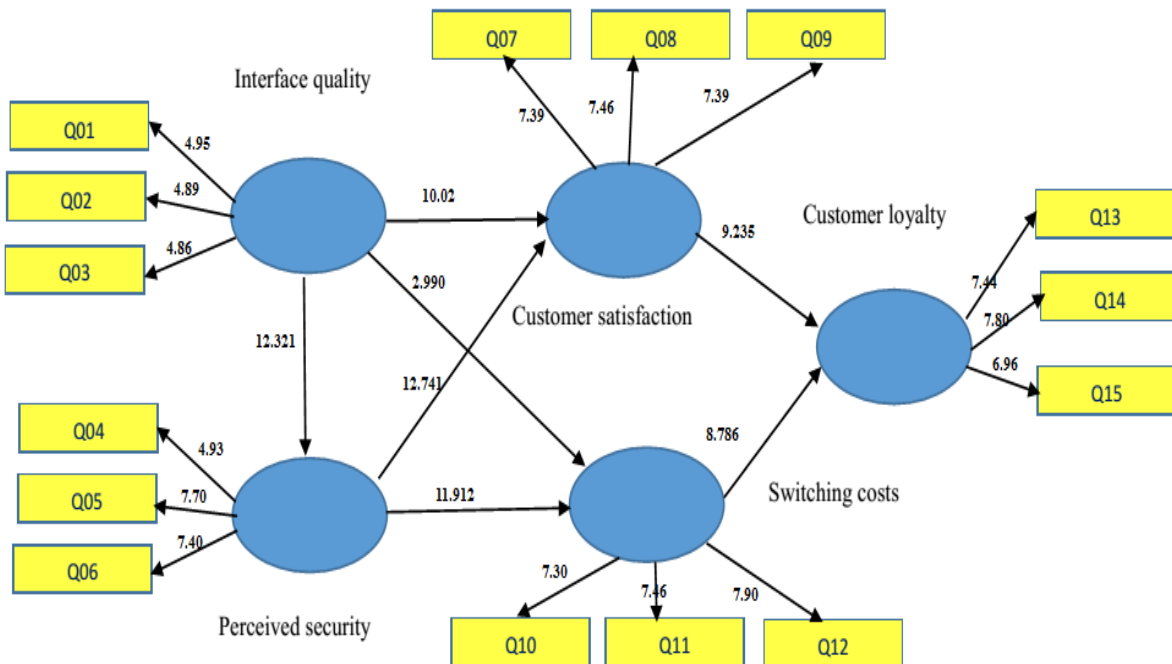 Q07
Q08
Q09
Interface quality
7.39
7.46
7.39
Q01
4.95
Q02
4.89
Q03
4.86
10.02
Customer loyalty
Q13
9.235
2.990
Customer satisfaction
7.44
Q14
7.80
12.321
12.741
6.96
Q15
Q04
4.93
8.786
Q05
7.70
11.912
Switching costs
Q06
7.40
7.30
7.46
7.90
Perceived security
Q10
Q11
Q12